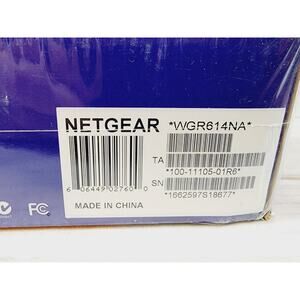 NETGEAR
*WGR614NA*
TA
*100-11105-01R6*
SN
*1662597S18677*
6 06449 02760 0
FC
MADE IN CHINA